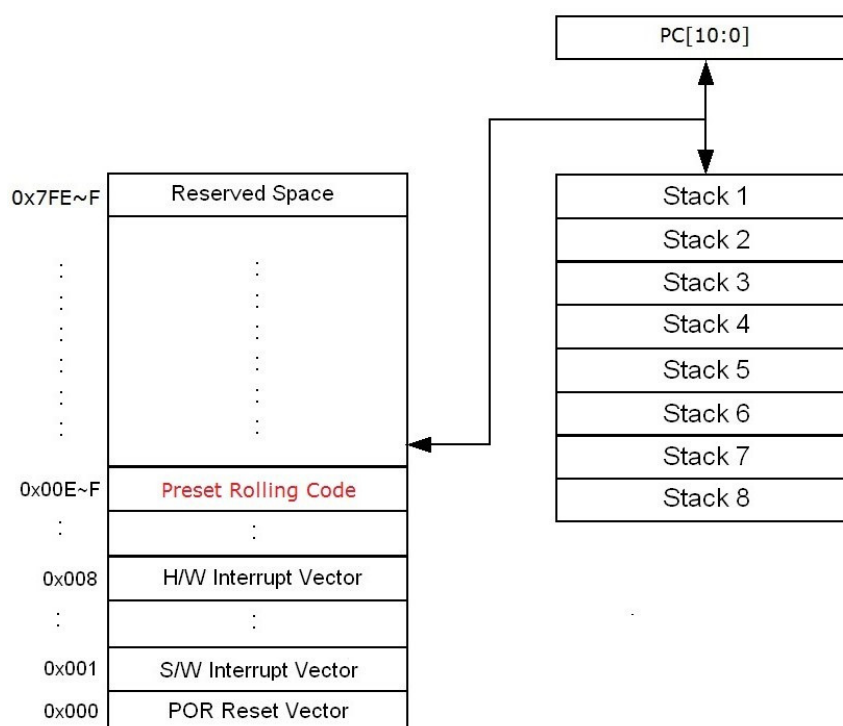 PC[10:0]
0x7FE~F Reserved Space
Stack 1
Stack 2
Stack 3
Stack 4
Stack 5
Stack 6
Stack 7
Stack 8
0x00E~F Preset Rolling Code
0x008 H/W Interrupt Vector
0x001 S/W Interrupt Vector
0x000 POR Reset Vector